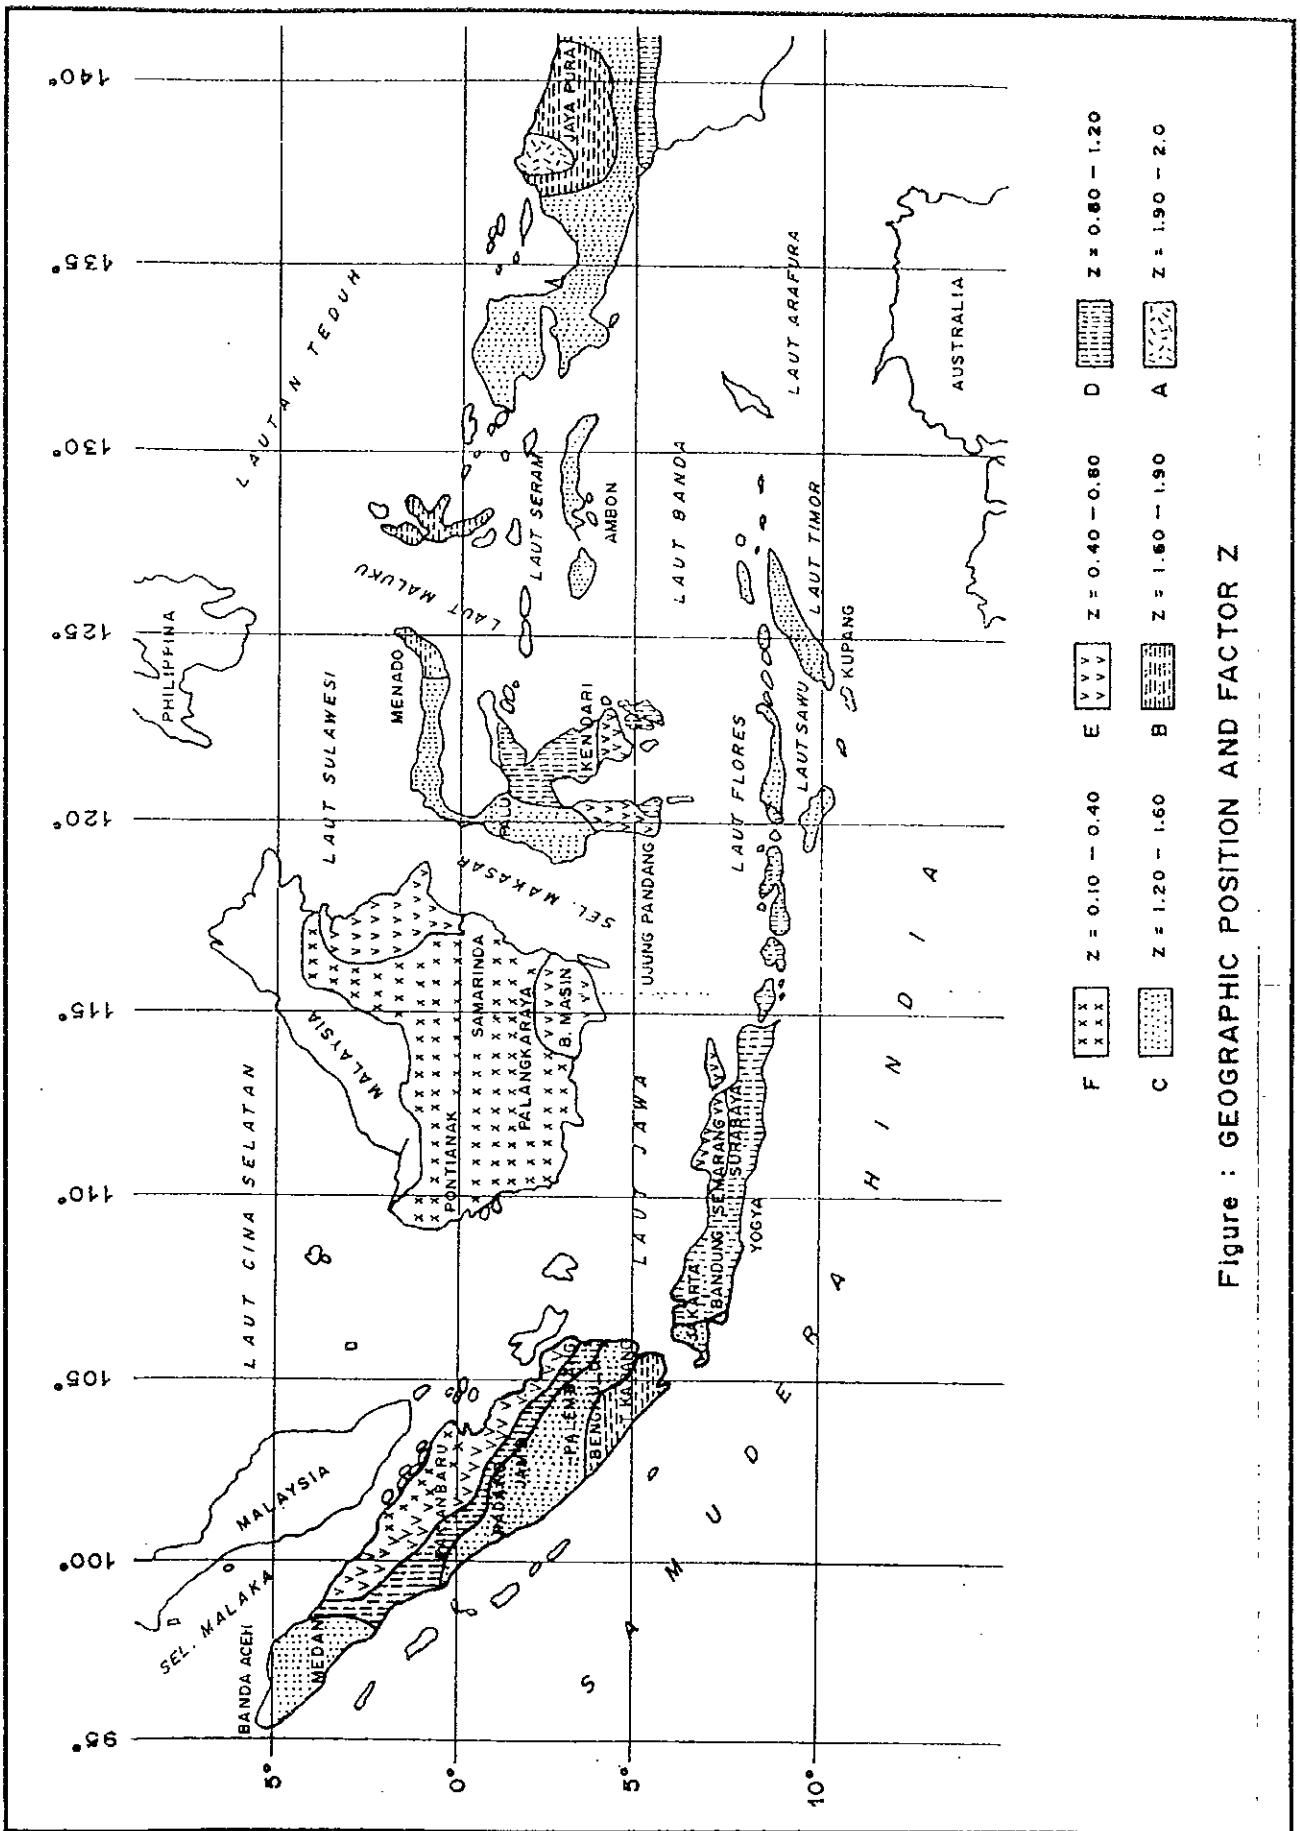 95° 100° 105° 110° 115° 120° 125° 130° 135° 140°
5°
0°
5°
10°
LAUT CINA SELATAN
LAUT SULAWESI
PHILIPPINA
LAUTAN TEDUH
BANDA ACEH
SEL. MALAKA
MALAYSIA
MALAYSIA
MEDAN
PADANG
JAMBI
PALEMBANG
BENGKULU
PONTIANAK
SAMARINDA
PALANGKARAYA
B. MASIN
SEL. MAKASAR
MENADO
PALU
KENDARI
UJUNG PANDANG
LAUT MALUKU
LAUT SERAM
AMBON
JAYA PURA
LAUT JAWA
LAUT FLORES
LAUT BANDA
LAUT ARAFURA
JAKARTA
BANDUNG
SEMARANG
SURABAYA
YOGYA
LAUT SAWU
LAUT TIMOR
KUPANG
AUSTRALIA
SAMUDERA HINDIA
F Z = 0.10 - 0.40 E Z = 0.40 - 0.80 D Z = 0.80 - 1.20
C Z = 1.20 - 1.60 B Z = 1.60 - 1.90 A Z = 1.90 - 2.0
Figure : GEOGRAPHIC POSITION AND FACTOR Z